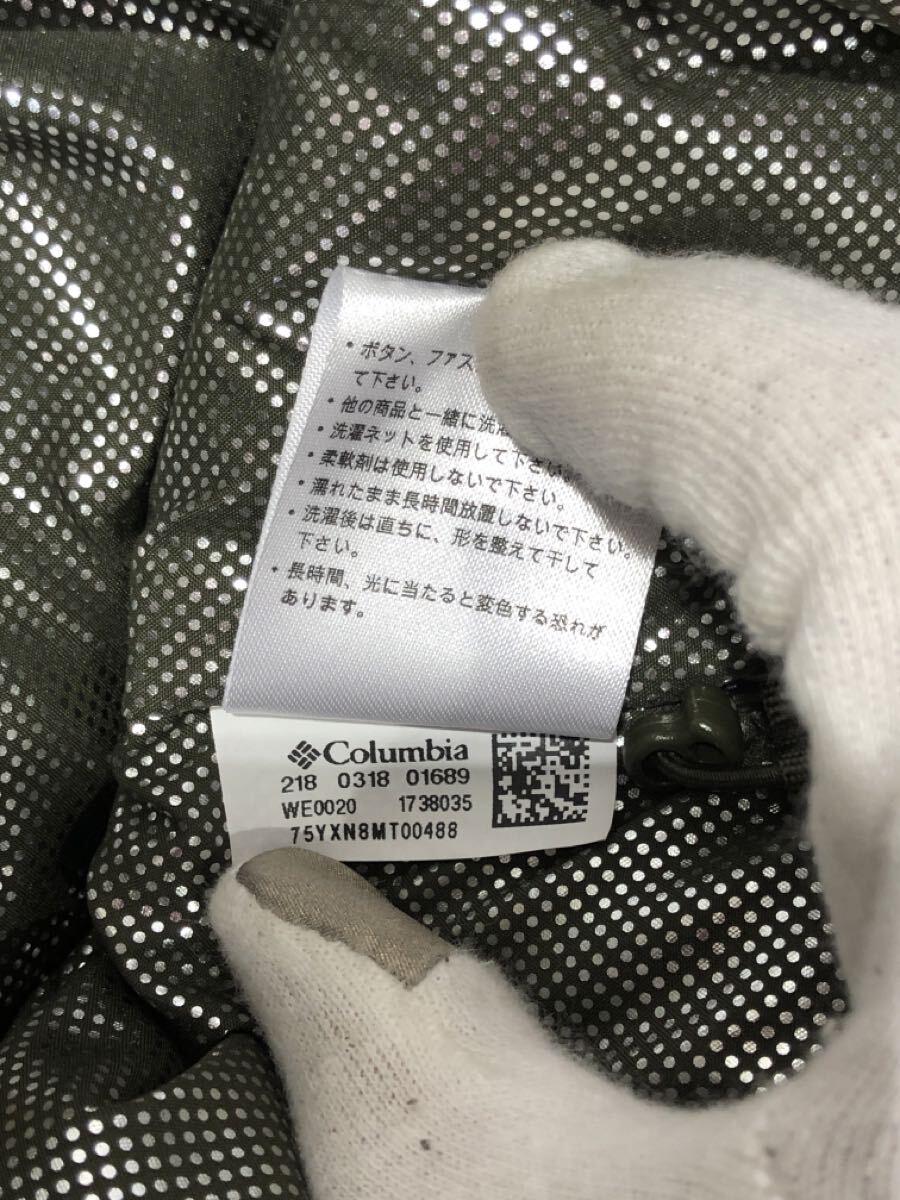 ・ボタン、ファス
て下さい。
・他の商品と一緒に洗濯
・洗濯ネットを使用して下さい。
・柔軟剤は使用しないで下さい。
・濡れたまま長時間放置しないで下さい。
・洗濯後は直ちに、形を整えて干して
下さい。
・長時間、光に当たると変色する恐れが
あります。
Columbia
218 0318 01689
WE0020 1738035
75YXN8MT00488